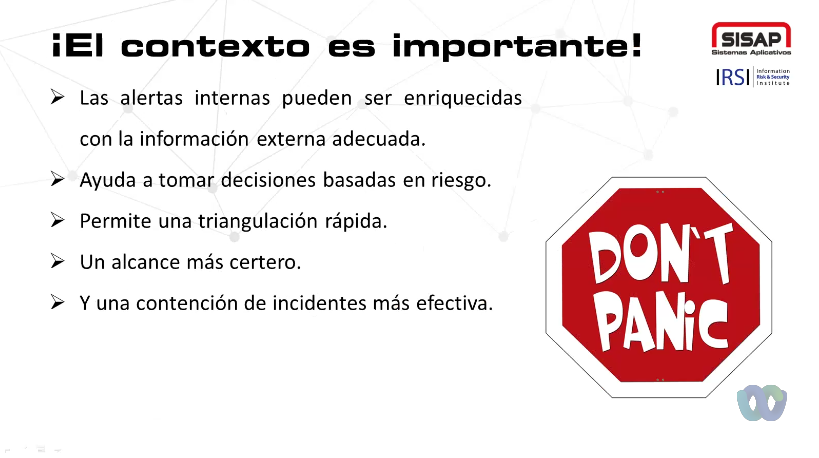 ¡El contexto es importante!
SISAP
Sistemas Aplicativos
IRSI Information
Risk & Security
Institute
Las alertas internas pueden ser enriquecidas
con la información externa adecuada.
Ayuda a tomar decisiones basadas en riesgo.
Permite una triangulación rápida.
Un alcance más certero.
Y una contención de incidentes más efectiva.
DON'T
PANiC